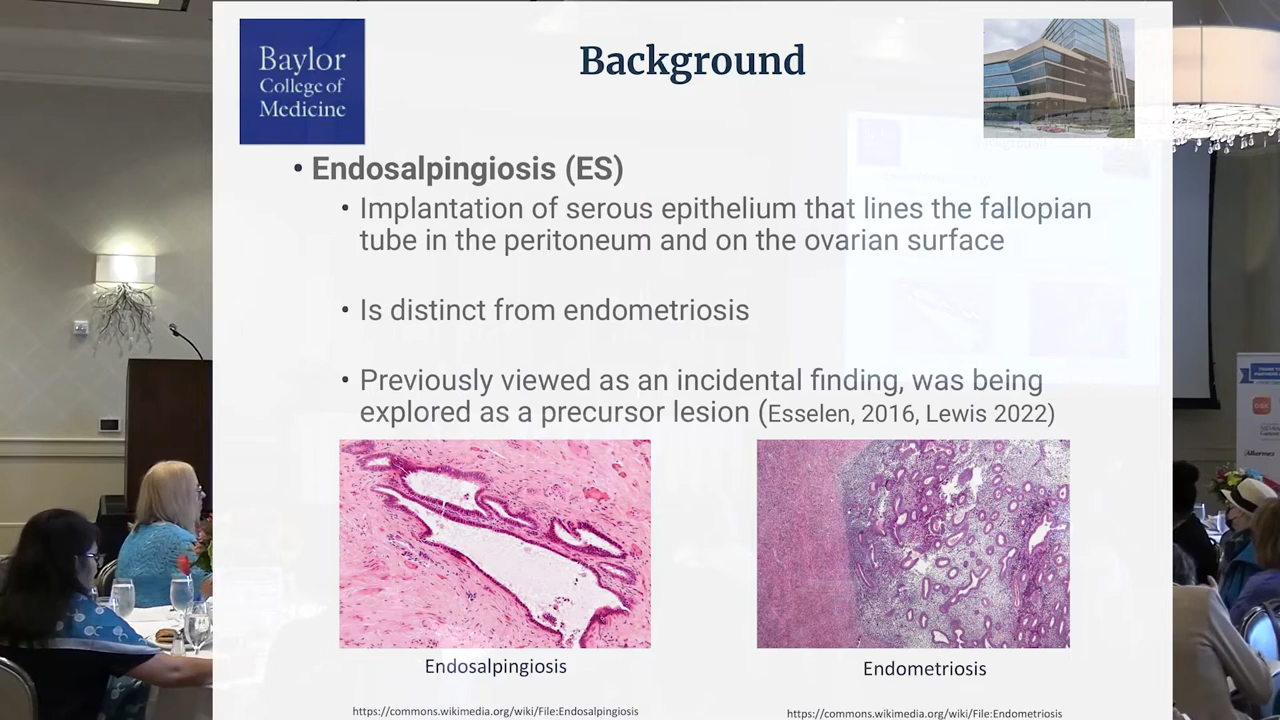 Baylor
College of
Medicine
Background
• Endosalpingiosis (ES)
• Implantation of serous epithelium that lines the fallopian
tube in the peritoneum and on the ovarian surface
• Is distinct from endometriosis
• Previously viewed as an incidental finding, was being
explored as a precursor lesion (Esselen, 2016, Lewis 2022)
Endosalpingiosis
Endometriosis
https://commons.wikimedia.org/wiki/File:Endosalpingiosis
https://commons.wikimedia.org/wiki/File:Endometriosis